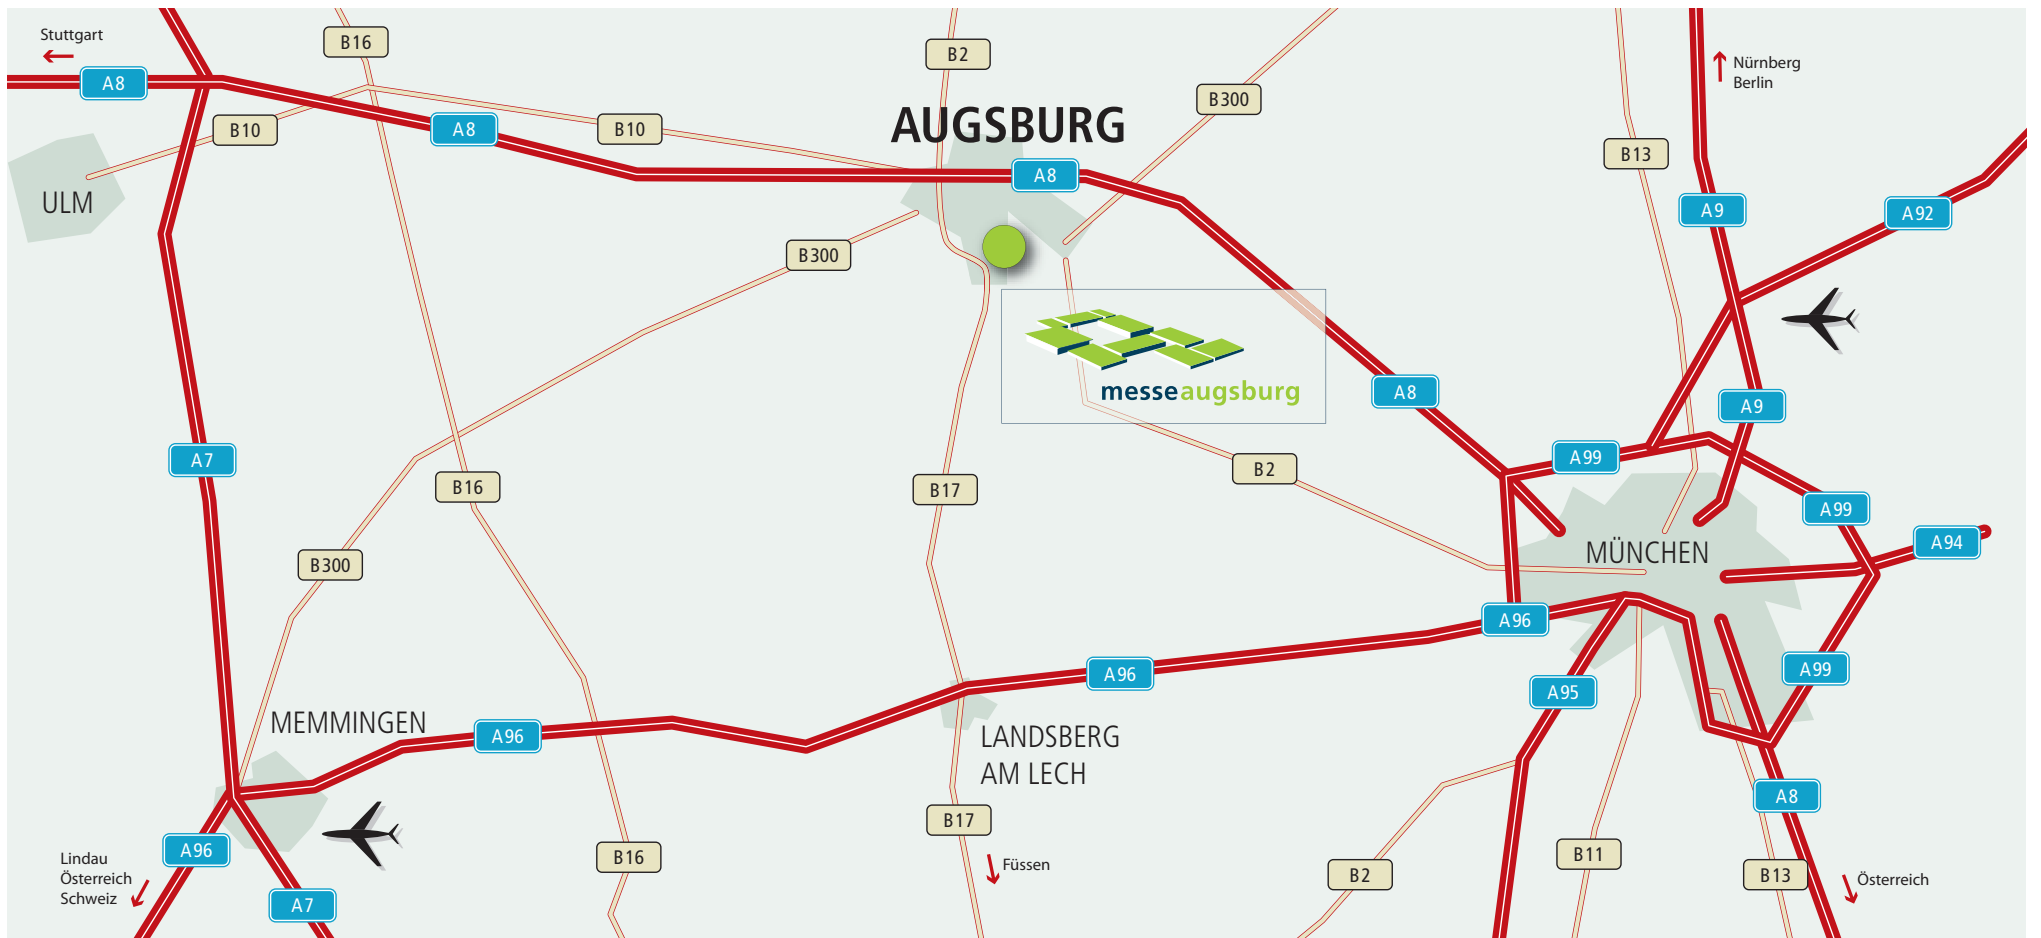 Stuttgart
B16
B2
Nürnberg
Berlin
A8
B300
AUGSBURG
B10
A8
B10
B13
A8
ULM
A9
A92
B300
A8
messeaugsburg
A9
A7
A99
B2
B16
B17
A99
A94
MÜNCHEN
B300
A96
A96
A99
A95
MEMMINGEN
A96
LANDSBERG
AM LECH
A8
B17
A96
Lindau
Österreich
Schweiz
B16
Füssen
B11
B2
B13
Österreich
A7